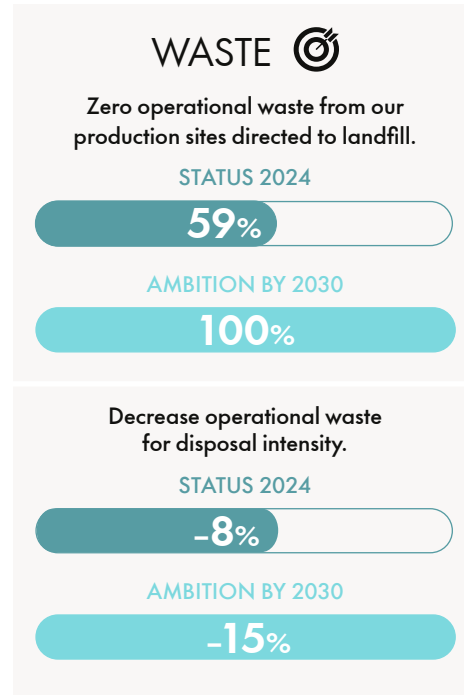 WASTE
Zero operational waste from our
production sites directed to landfill.
STATUS 2024
59%
AMBITION BY 2030
100%
Decrease operational waste
for disposal intensity.
STATUS 2024
–8%
AMBITION BY 2030
–15%